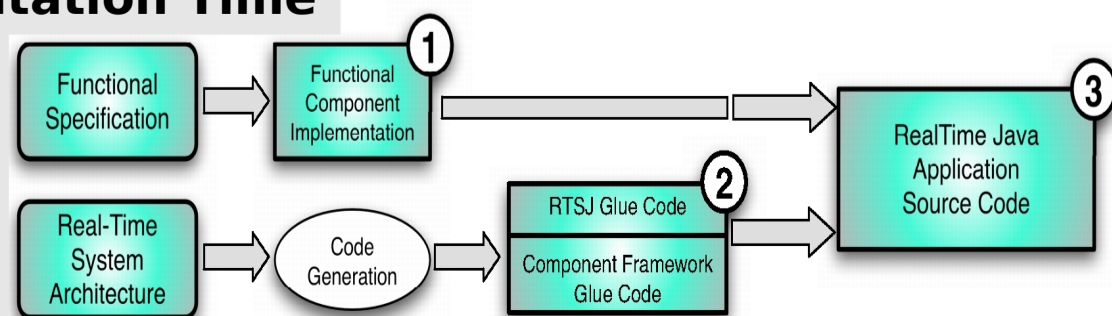 Time
1
Functional
Specification
Functional
Component
Implementation
3
RealTime Java
Application
Source Code
2
Real-Time
System
Architecture
Code
Generation
RTSJ Glue Code
Component Framework
Glue Code